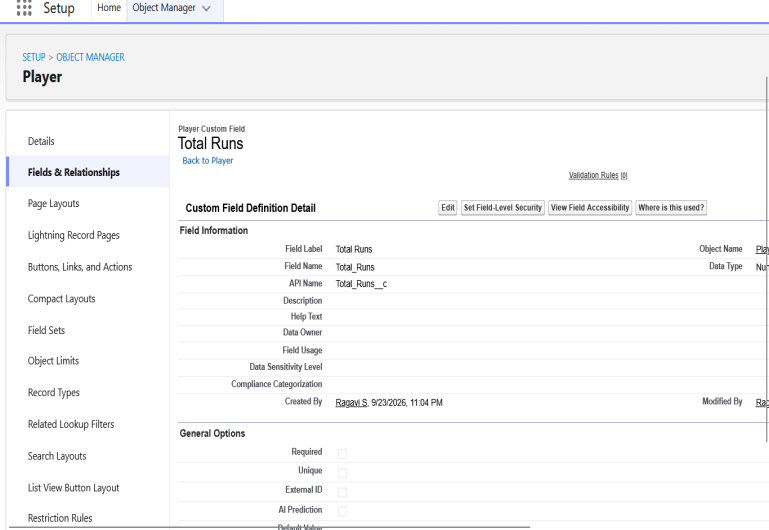 Setup Home Object Manager
SETUP > OBJECT MANAGER
Player
Details
Fields & Relationships
Page Layouts
Lightning Record Pages
Buttons, Links, and Actions
Compact Layouts
Field Sets
Object Limits
Record Types
Related Lookup Filters
Search Layouts
List View Button Layout
Restriction Rules
Player Custom Field
Total Runs
Back to Player
Validation Rules [0]
Custom Field Definition Detail Edit Set Field-Level Security View Field Accessibility Where is this used?
Field Information
Field Label Total Runs Object Name
Field Name Total_Runs Data Type
API Name Total_Runs__c
Description
Help Text
Data Owner
Field Usage
Data Sensitivity Level
Compliance Categorization
Created By Ragavi S, 9/23/2026, 11:04 PM Modified By
General Options
Required
Unique
External ID
AI Prediction
Default Value